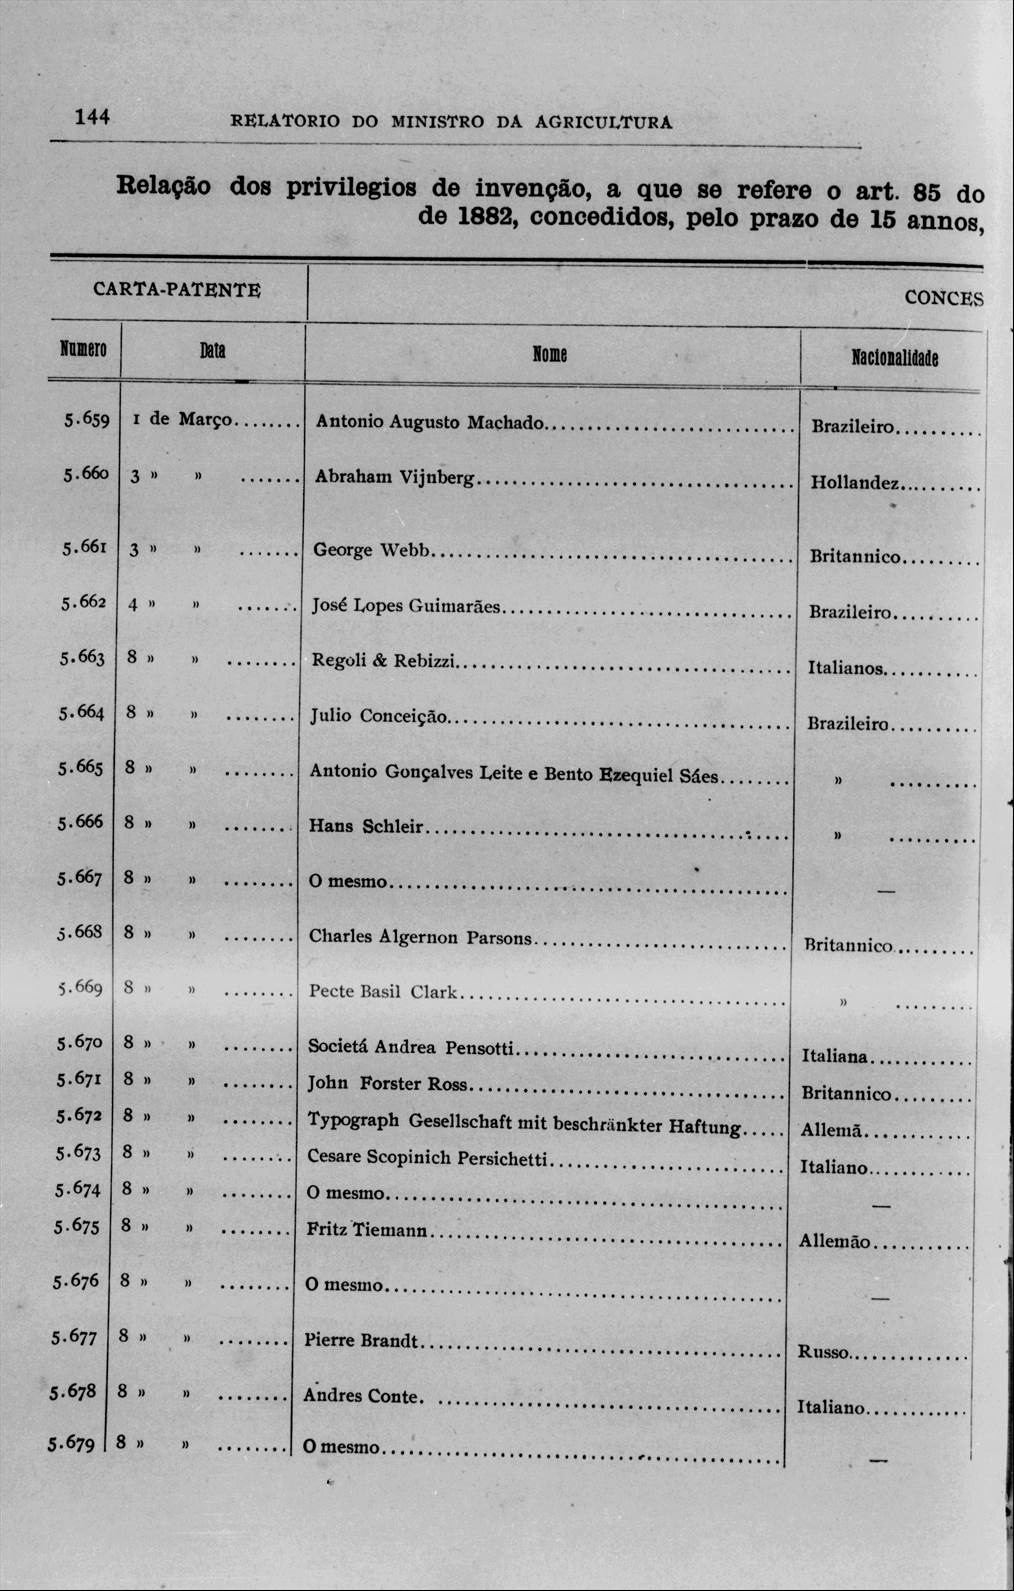 144 RELATORIO DO MINISTRO DA AGRICULTURA
Relação dos privilegios de invenção, a que se refere o art. 85 do
de 1882, concedidos, pelo prazo de 15 annos,
CARTA-PATENTE CONCES
Numero Data Nome Nacionalidade
5.659 1 de Março........ Antonio Augusto Machado............................ Brazileiro..........
5.660 3 » » ....... Abraham Vijnberg................................... Hollandez.........
5.661 3 » » ....... George Webb........................................ Britannico.........
5.662 4 » » ....... José Lopes Guimarães................................ Brazileiro..........
5.663 8 » » ........ Regoli & Rebizzi..................................... Italianos...........
5.664 8 » » ........ Julio Conceição...................................... Brazileiro..........
5.665 8 » » ........ Antonio Gonçalves Leite e Bento Ezequiel Sáes........ » ..........
5.666 8 » » ........ Hans Schleir........................................ » ..........
5.667 8 » » ........ O mesmo............................................ —
5.668 8 » » ........ Charles Algernon Parsons............................ Britannico.........
5.669 8 » » ........ Pecte Basil Clark.................................... » .........
5.670 8 » » ........ Societá Andrea Pensotti.............................. Italiana............
5.671 8 » » ........ John Forster Ross................................... Britannico.........
5.672 8 » » ........ Typograph Gesellschaft mit beschränkter Haftung..... Allemã............
5.673 8 » » ........ Cesare Scopinich Persichetti.......................... Italiano............
5.674 8 » » ........ O mesmo............................................ —
5.675 8 » » ........ Fritz Tiemann....................................... Allemão...........
5.676 8 » » ........ O mesmo............................................ —
5.677 8 » » ........ Pierre Brandt........................................ Russo..............
5.678 8 » » ........ Andres Conte. ...................................... Italiano............
5.679 8 » » ........ O mesmo............................................ —